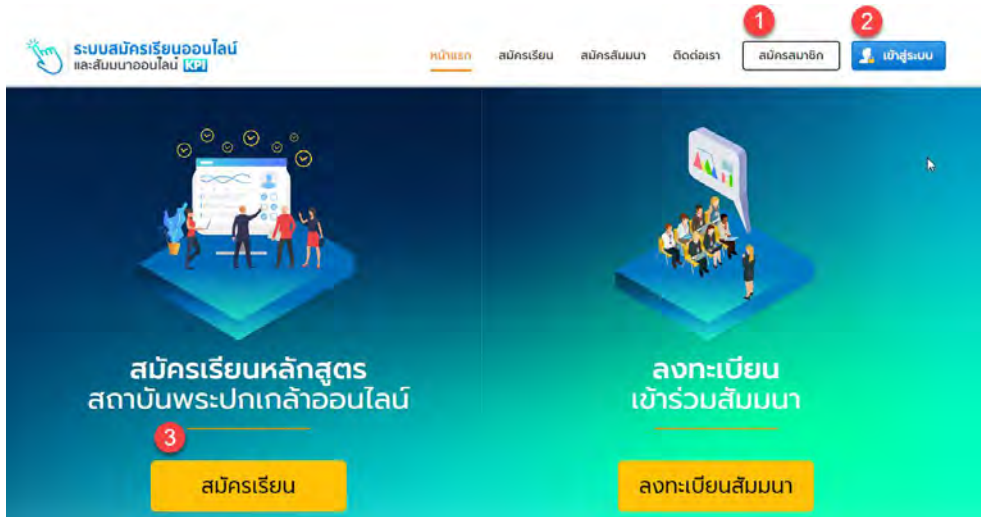 1
2
ระบบสมัครเรียนออนไลน์
และสัมมนาออนไลน์ KPI
หน้าแรก
สมัครเรียน
สมัครสัมมนา
ติดต่อเรา
สมัครสมาชิก
เข้าสู่ระบบ
สมัครเรียนหลักสูตร
สถาบันพระปกเกล้าออนไลน์
3
สมัครเรียน
ลงทะเบียน
เข้าร่วมสัมมนา
ลงทะเบียนสัมมนา